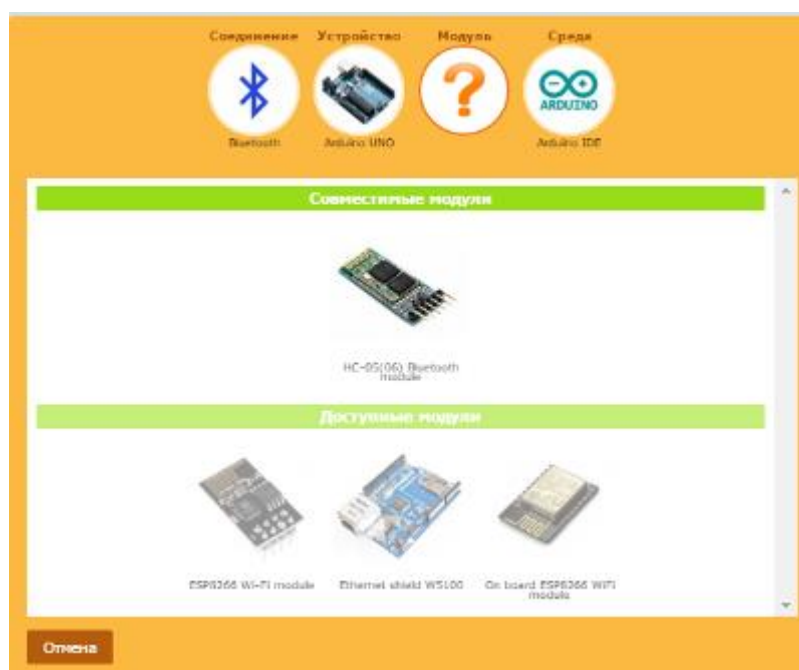 Соединение Устройство Модуль Среда
ARDUINO
Bluetooth Arduino UNO Arduino IDE
Совместимые модули
HC-05(06) Bluetooth
module
Доступные модули
ESP8266 Wi-Fi module Ethernet shield W5100 On board ESP8266 WiFi
module
Отмена